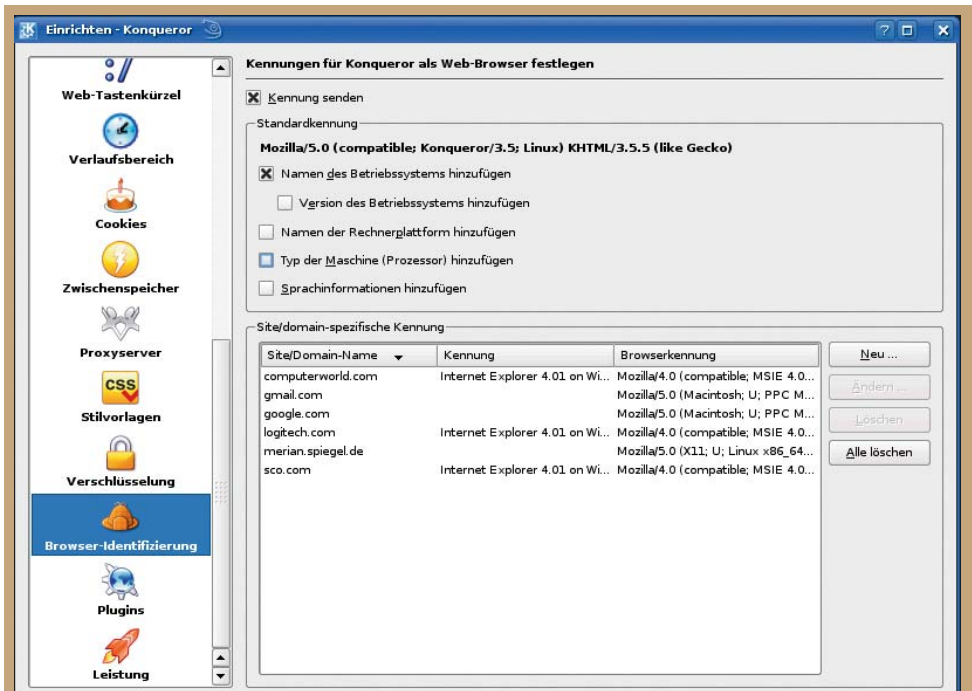 Einrichten - Konqueror
Web-Tastenkürzel
Verlaufsbereich
Cookies
Zwischenspeicher
Proxyserver
CSS
Stilvorlagen
Verschlüsselung
Browser-Identifizierung
Plugins
Leistung
Kennungen für Konqueror als Web-Browser festlegen
Kennung senden
Standardkennung
Mozilla/5.0 (compatible; Konqueror/3.5; Linux) KHTML/3.5.5 (like Gecko)
Namen des Betriebssystems hinzufügen
Version des Betriebssystems hinzufügen
Namen der Rechnerplattform hinzufügen
Typ der Maschine (Prozessor) hinzufügen
Sprachinformationen hinzufügen
Site/domain-spezifische Kennung
Site/Domain-Name Kennung Browserkennung
computerworld.com Internet Explorer 4.01 on Wi... Mozilla/4.0 (compatible; MSIE 4.0...
gmail.com Mozilla/5.0 (Macintosh; U; PPC M...
google.com Mozilla/5.0 (Macintosh; U; PPC M...
logitech.com Internet Explorer 4.01 on Wi... Mozilla/4.0 (compatible; MSIE 4.0...
merian.spiegel.de Mozilla/5.0 (X11; U; Linux x86_64...
sco.com Internet Explorer 4.01 on Wi... Mozilla/4.0 (compatible; MSIE 4.0...
Neu ...
Ändern ...
Löschen
Alle löschen